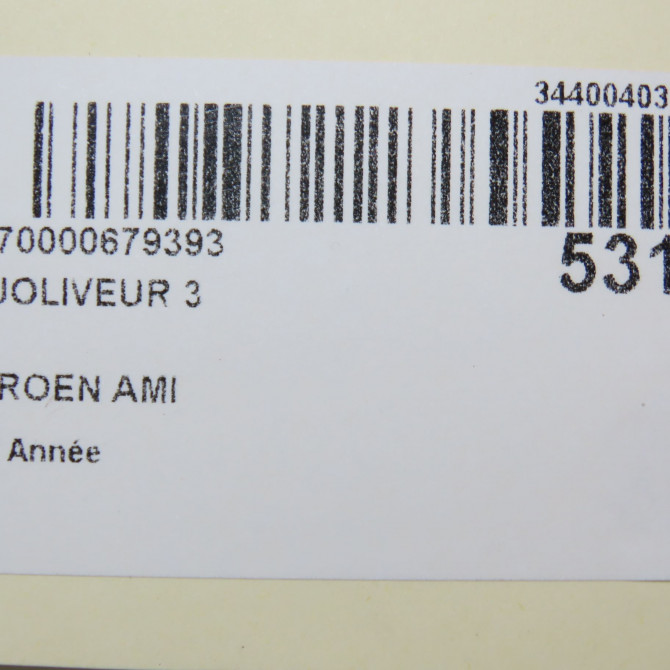 34400403
70000679393
531
JOLIVEUR 3
ROEN AMI
Année